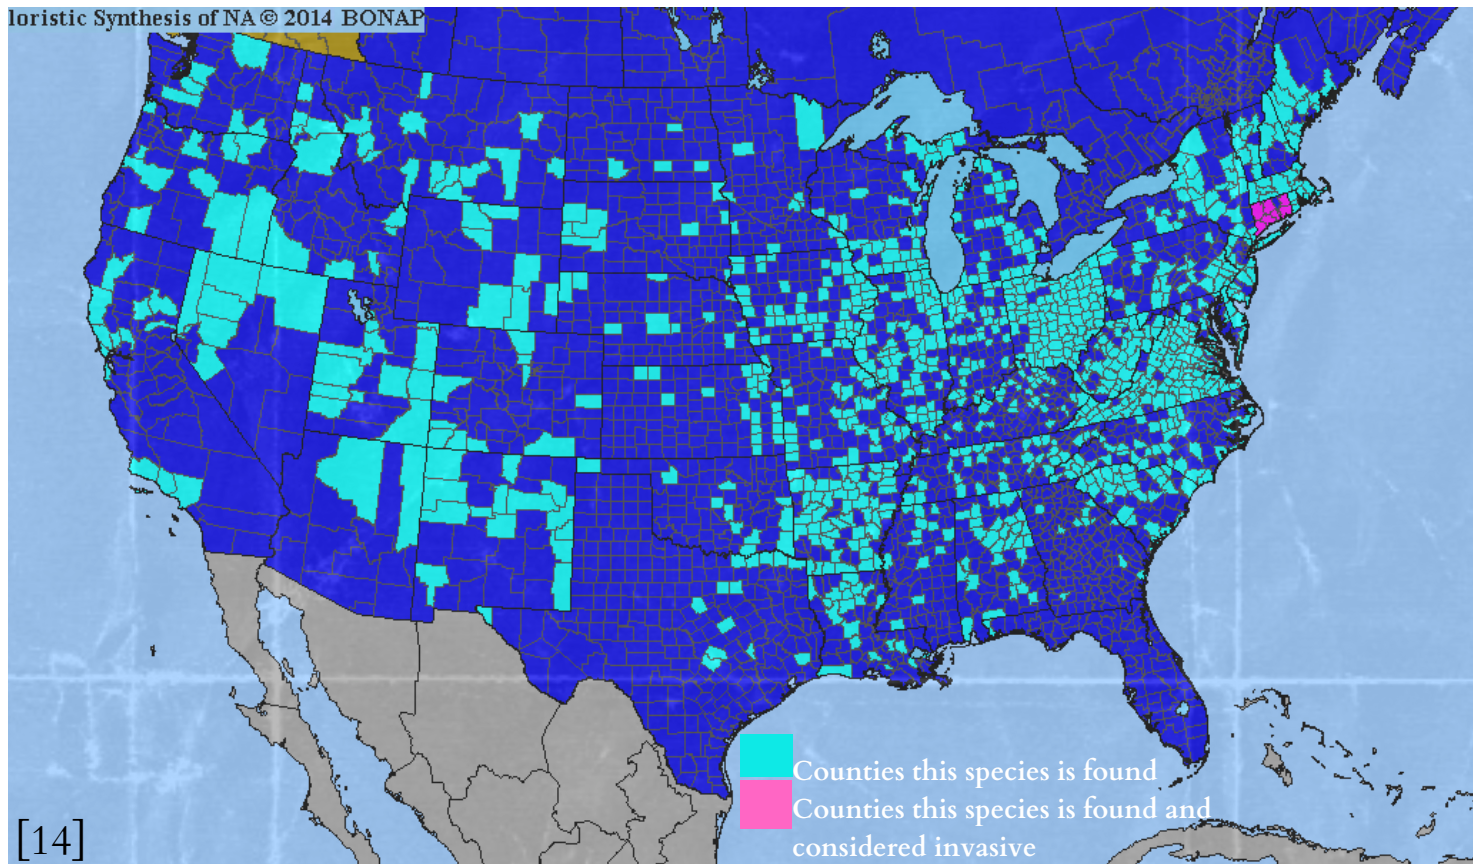 loristic Synthesis of NA © 2014 BONAP
Counties this species is found
Counties this species is found and
considered invasive
[14]